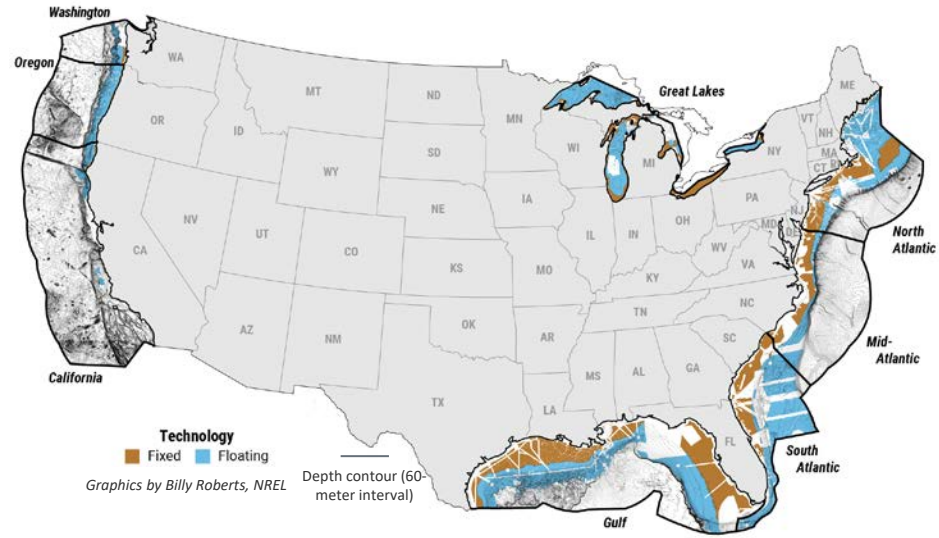 Washington
Oregon
California
WA
OR
CA
NV
ID
MT
WY
UT
CO
AZ
NM
ND
SD
NE
KS
OK
TX
MN
IA
MO
AR
LA
WI
IL
IN
MI
OH
KY
TN
MS
AL
GA
FL
SC
NC
VA
WV
PA
NY
NJ
MD
DE
CT
MA
VT
NH
ME
Great Lakes
North
Atlantic
Mid-
Atlantic
South
Atlantic
Gulf
Technology
Fixed Floating
Graphics by Billy Roberts, NREL
Depth contour (60-
meter interval)